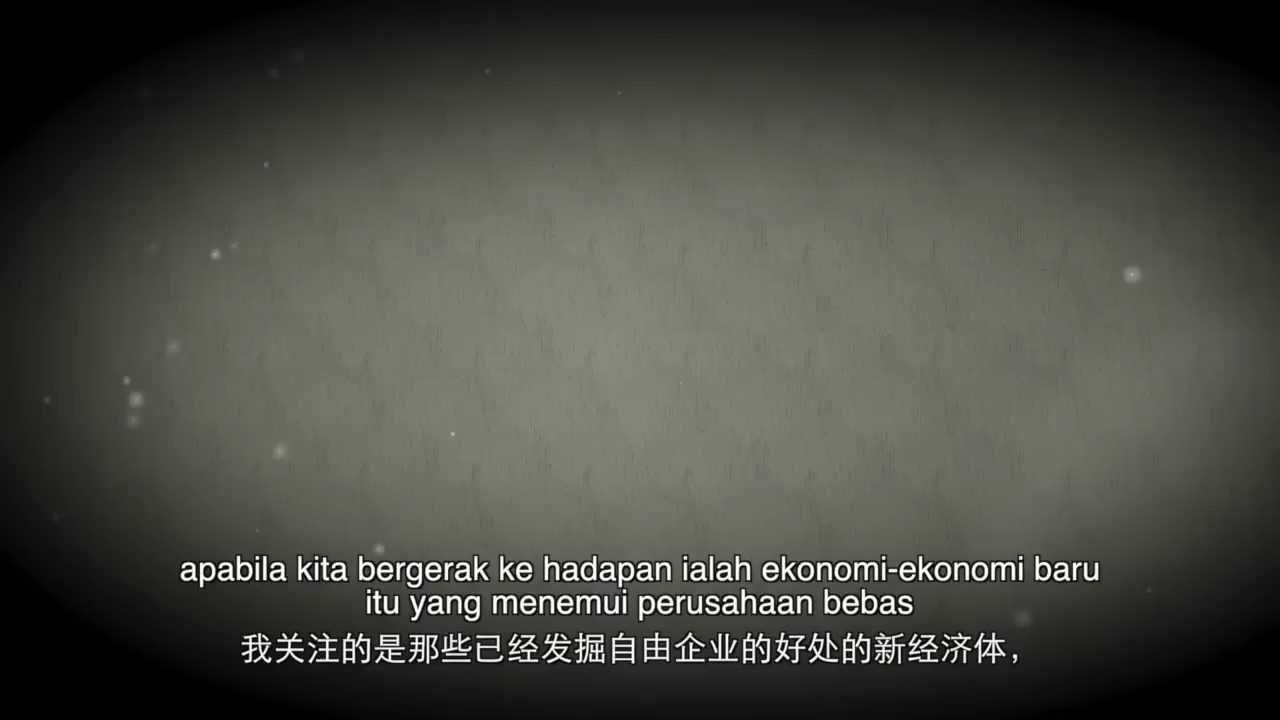 apabila kita bergerak ke hadapan ialah ekonomi-ekonomi baru
itu yang menemui perusahaan bebas
我关注的是那些已经发掘自由企业的好处的新经济体，